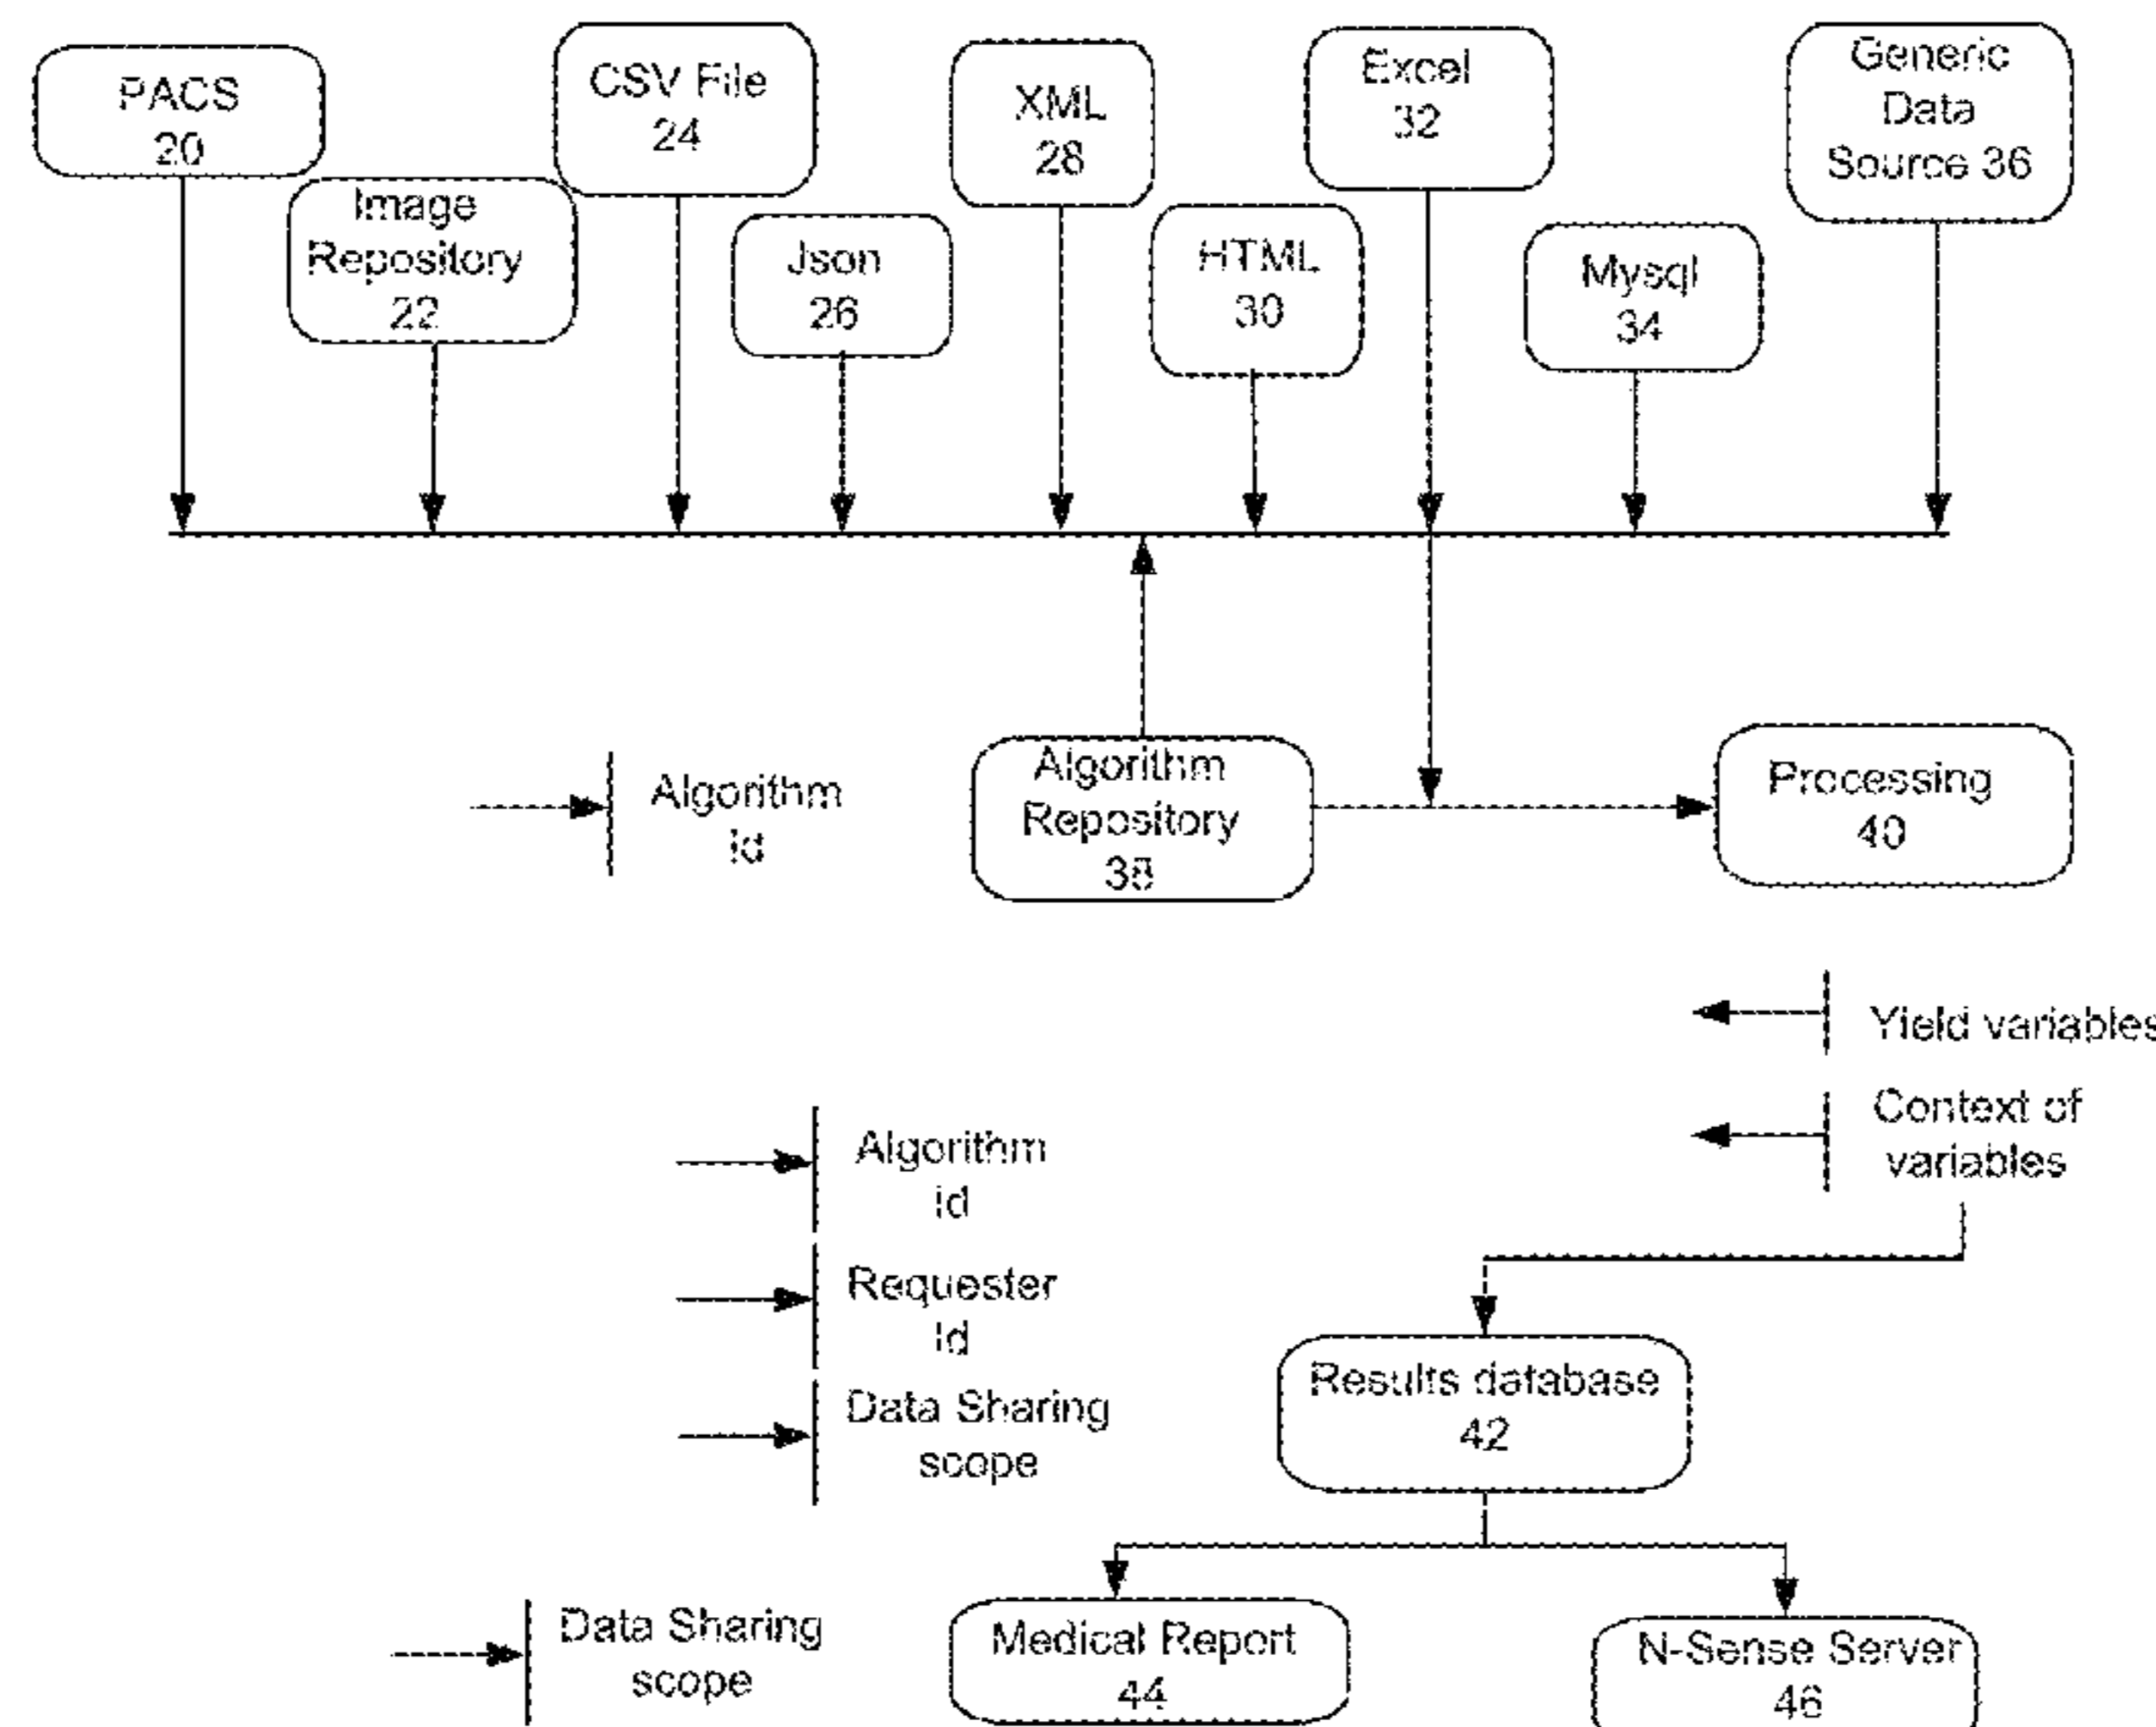 PACS
20
Image
Repository
22
CSV File
24
Json
26
XML
28
HTML
30
Excel
32
Mysql
34
Generic
Data
Source 36
Algorithm
Id
Algorithm
Repository
38
Processing
40
Yield variables
Context of
variables
Algorithm
Id
Requester
Id
Data Sharing
scope
Results database
42
Data Sharing
scope
Medical Report
44
N-Sense Server
46